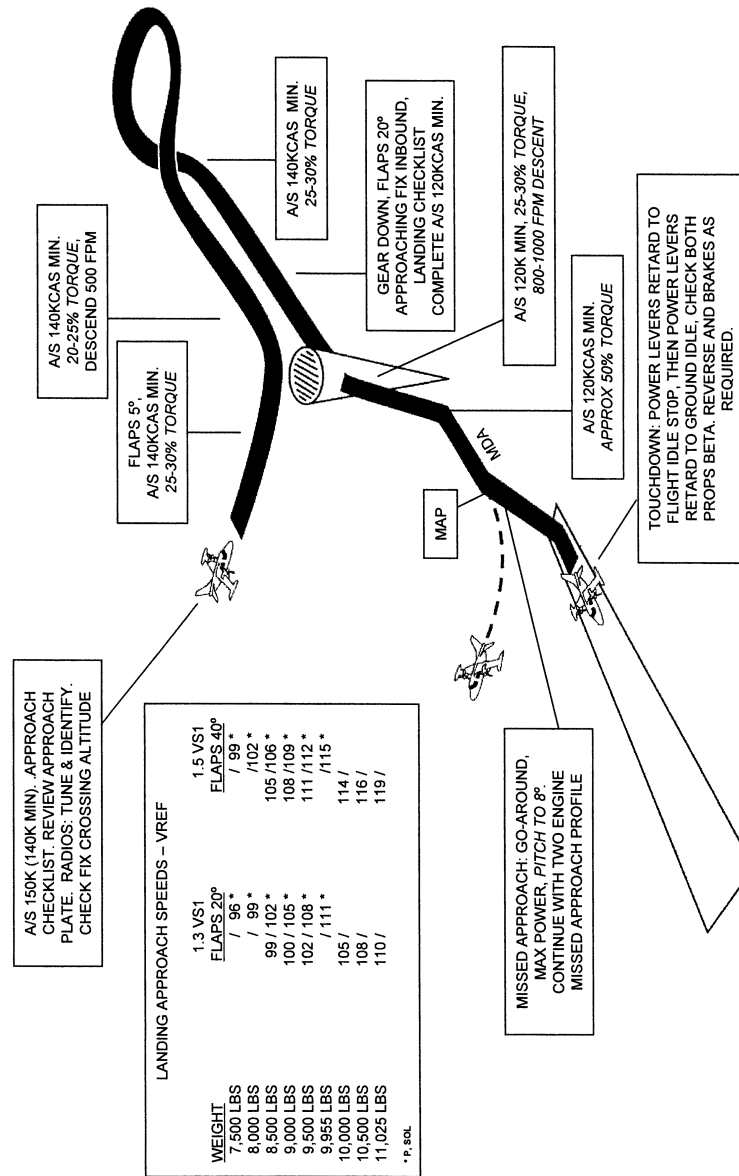 A/S 150K (140K MIN). .APPROACH
CHECKLIST. REVIEW APPROACH
PLATE. RADIOS: TUNE & IDENTIFY.
CHECK FIX CROSSING ALTITUDE
FLAPS 5º,
A/S 140KCAS MIN.
25-30% TORQUE
A/S 140KCAS MIN.
20-25% TORQUE,
DESCEND 500 FPM
A/S 140KCAS MIN.
25-30% TORQUE
GEAR DOWN, FLAPS 20º
APPROACHING FIX INBOUND,
LANDING CHECKLIST
COMPLETE A/S 120KCAS MIN.
A/S 120K MIN, 25-30% TORQUE,
800-1000 FPM DESCENT
A/S 120KCAS MIN.
APPROX 50% TORQUE
MDA
MAP
TOUCHDOWN: POWER LEVERS RETARD TO
FLIGHT IDLE STOP, THEN POWER LEVERS
RETARD TO GROUND IDLE, CHECK BOTH
PROPS BETA. REVERSE AND BRAKES AS
REQUIRED.
MISSED APPROACH: GO-AROUND,
MAX POWER, PITCH TO 8º.
CONTINUE WITH TWO ENGINE
MISSED APPROACH PROFILE
LANDING APPROACH SPEEDS – VREF
1.3 VS1 1.5 VS1
WEIGHT FLAPS 20º FLAPS 40º
7,500 LBS / 96 * / 99 *
8,000 LBS / 99 * /102 *
8,500 LBS 99 / 102 * 105 /106 *
9,000 LBS 100 / 105 * 108 /109 *
9,500 LBS 102 / 108 * 111 /112 *
9,955 LBS / 111 * /115 *
10,000 LBS 105 / 114 /
10,500 LBS 108 / 116 /
11,025 LBS 110 / 119 /
* P, SOL